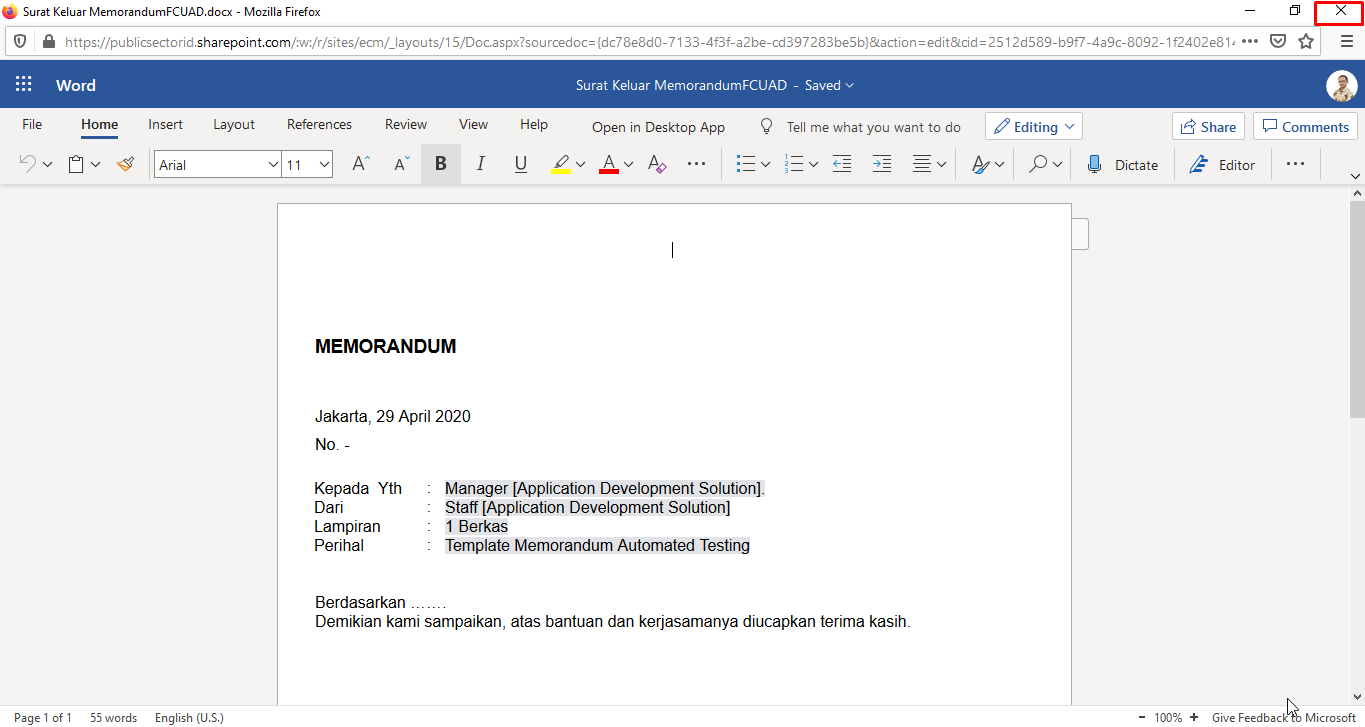 Surat Keluar MemorandumFCUAD.docx - Mozilla Firefox
https://publicsectorid.sharepoint.com/:w:/r/sites/ecm/_layouts/15/Doc.aspx?sourcedoc={dc78e8d0-7133-4f3f-a2be-cd397283be5b}&action=edit&cid=2512d589-b9f7-4a9c-8092-1f2402e814
Word
Surat Keluar MemorandumFCUAD - Saved
File Home Insert Layout References Review View Help Open in Desktop App Tell me what you want to do Editing Share Comments
Arial 11 B I U A Dictate Editor
MEMORANDUM
Jakarta, 29 April 2020
No. -
Kepada Yth : Manager [Application Development Solution].
Dari : Staff [Application Development Solution]
Lampiran : 1 Berkas
Perihal : Template Memorandum Automated Testing
Berdasarkan …….
Demikian kami sampaikan, atas bantuan dan kerjasamanya diucapkan terima kasih.
Page 1 of 1 55 words English (U.S.) - 100% + Give Feedback to Microsoft